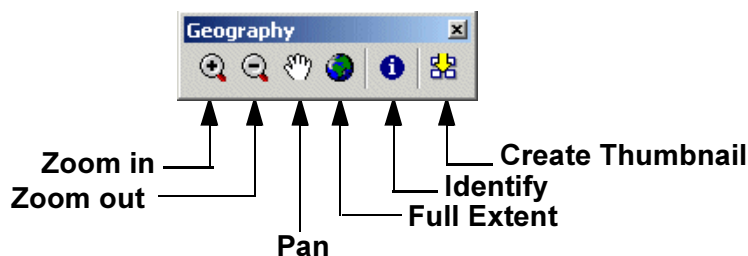 Geography
Zoom in
Create Thumbnail
Zoom out
Identify
Full Extent
Pan